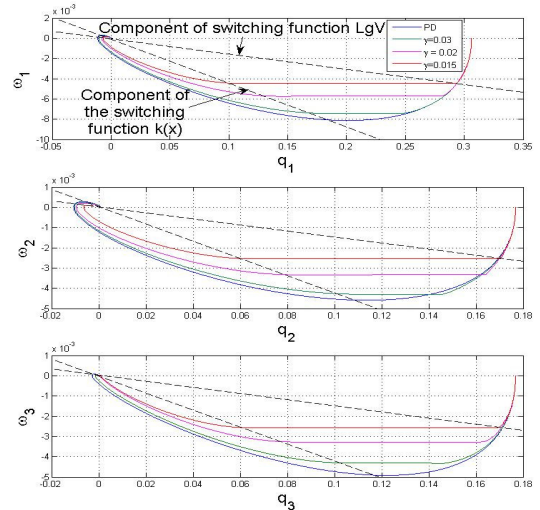 x 10⁻³
Component of switching function LgV
PD
γ=0.03
γ = 0.02
γ=0.015
Component of
the switching
function k(x)
2
0
-2
-4
-6
-8
-10
ω₁
-0.05 0 0.05 0.1 0.15 0.2 0.25 0.3 0.35
q₁
x 10⁻³
1
0
-1
-2
-3
-4
-5
ω₂
-0.02 0 0.02 0.04 0.06 0.08 0.1 0.12 0.14 0.16 0.18
q₂
x 10⁻³
1
0
-1
-2
-3
-4
-5
ω₃
-0.02 0 0.02 0.04 0.06 0.08 0.1 0.12 0.14 0.16 0.18
q₃